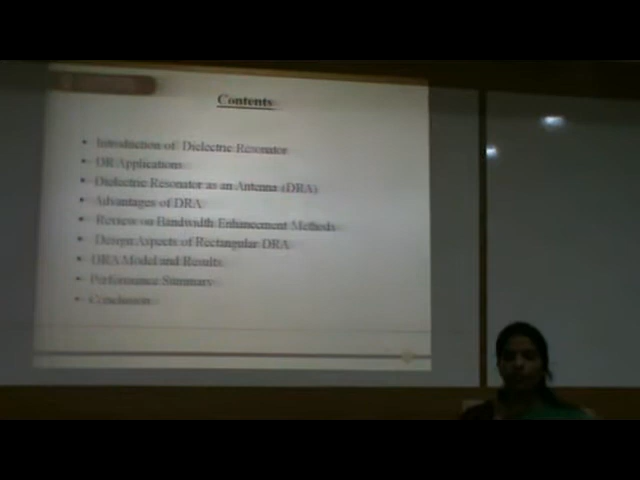 Contents
• Introduction of Dielectric Resonator
• DR Applications
• Dielectric Resonator as an Antenna (DRA)
• Advantages of DRA
• Review on Bandwidth Enhancement Methods
• Design Aspects of Rectangular DRA
• DRA Model and Results
• Performance Summary
• Conclusion